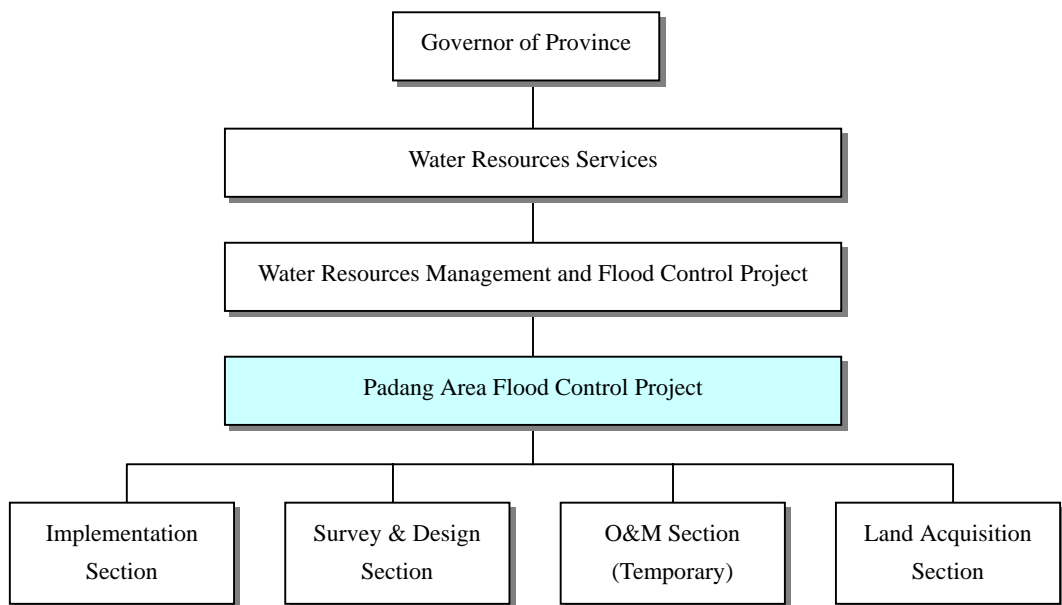 Governor of Province
Water Resources Services
Water Resources Management and Flood Control Project
Padang Area Flood Control Project
Implementation
Section
Survey & Design
Section
O&M Section
(Temporary)
Land Acquisition
Section